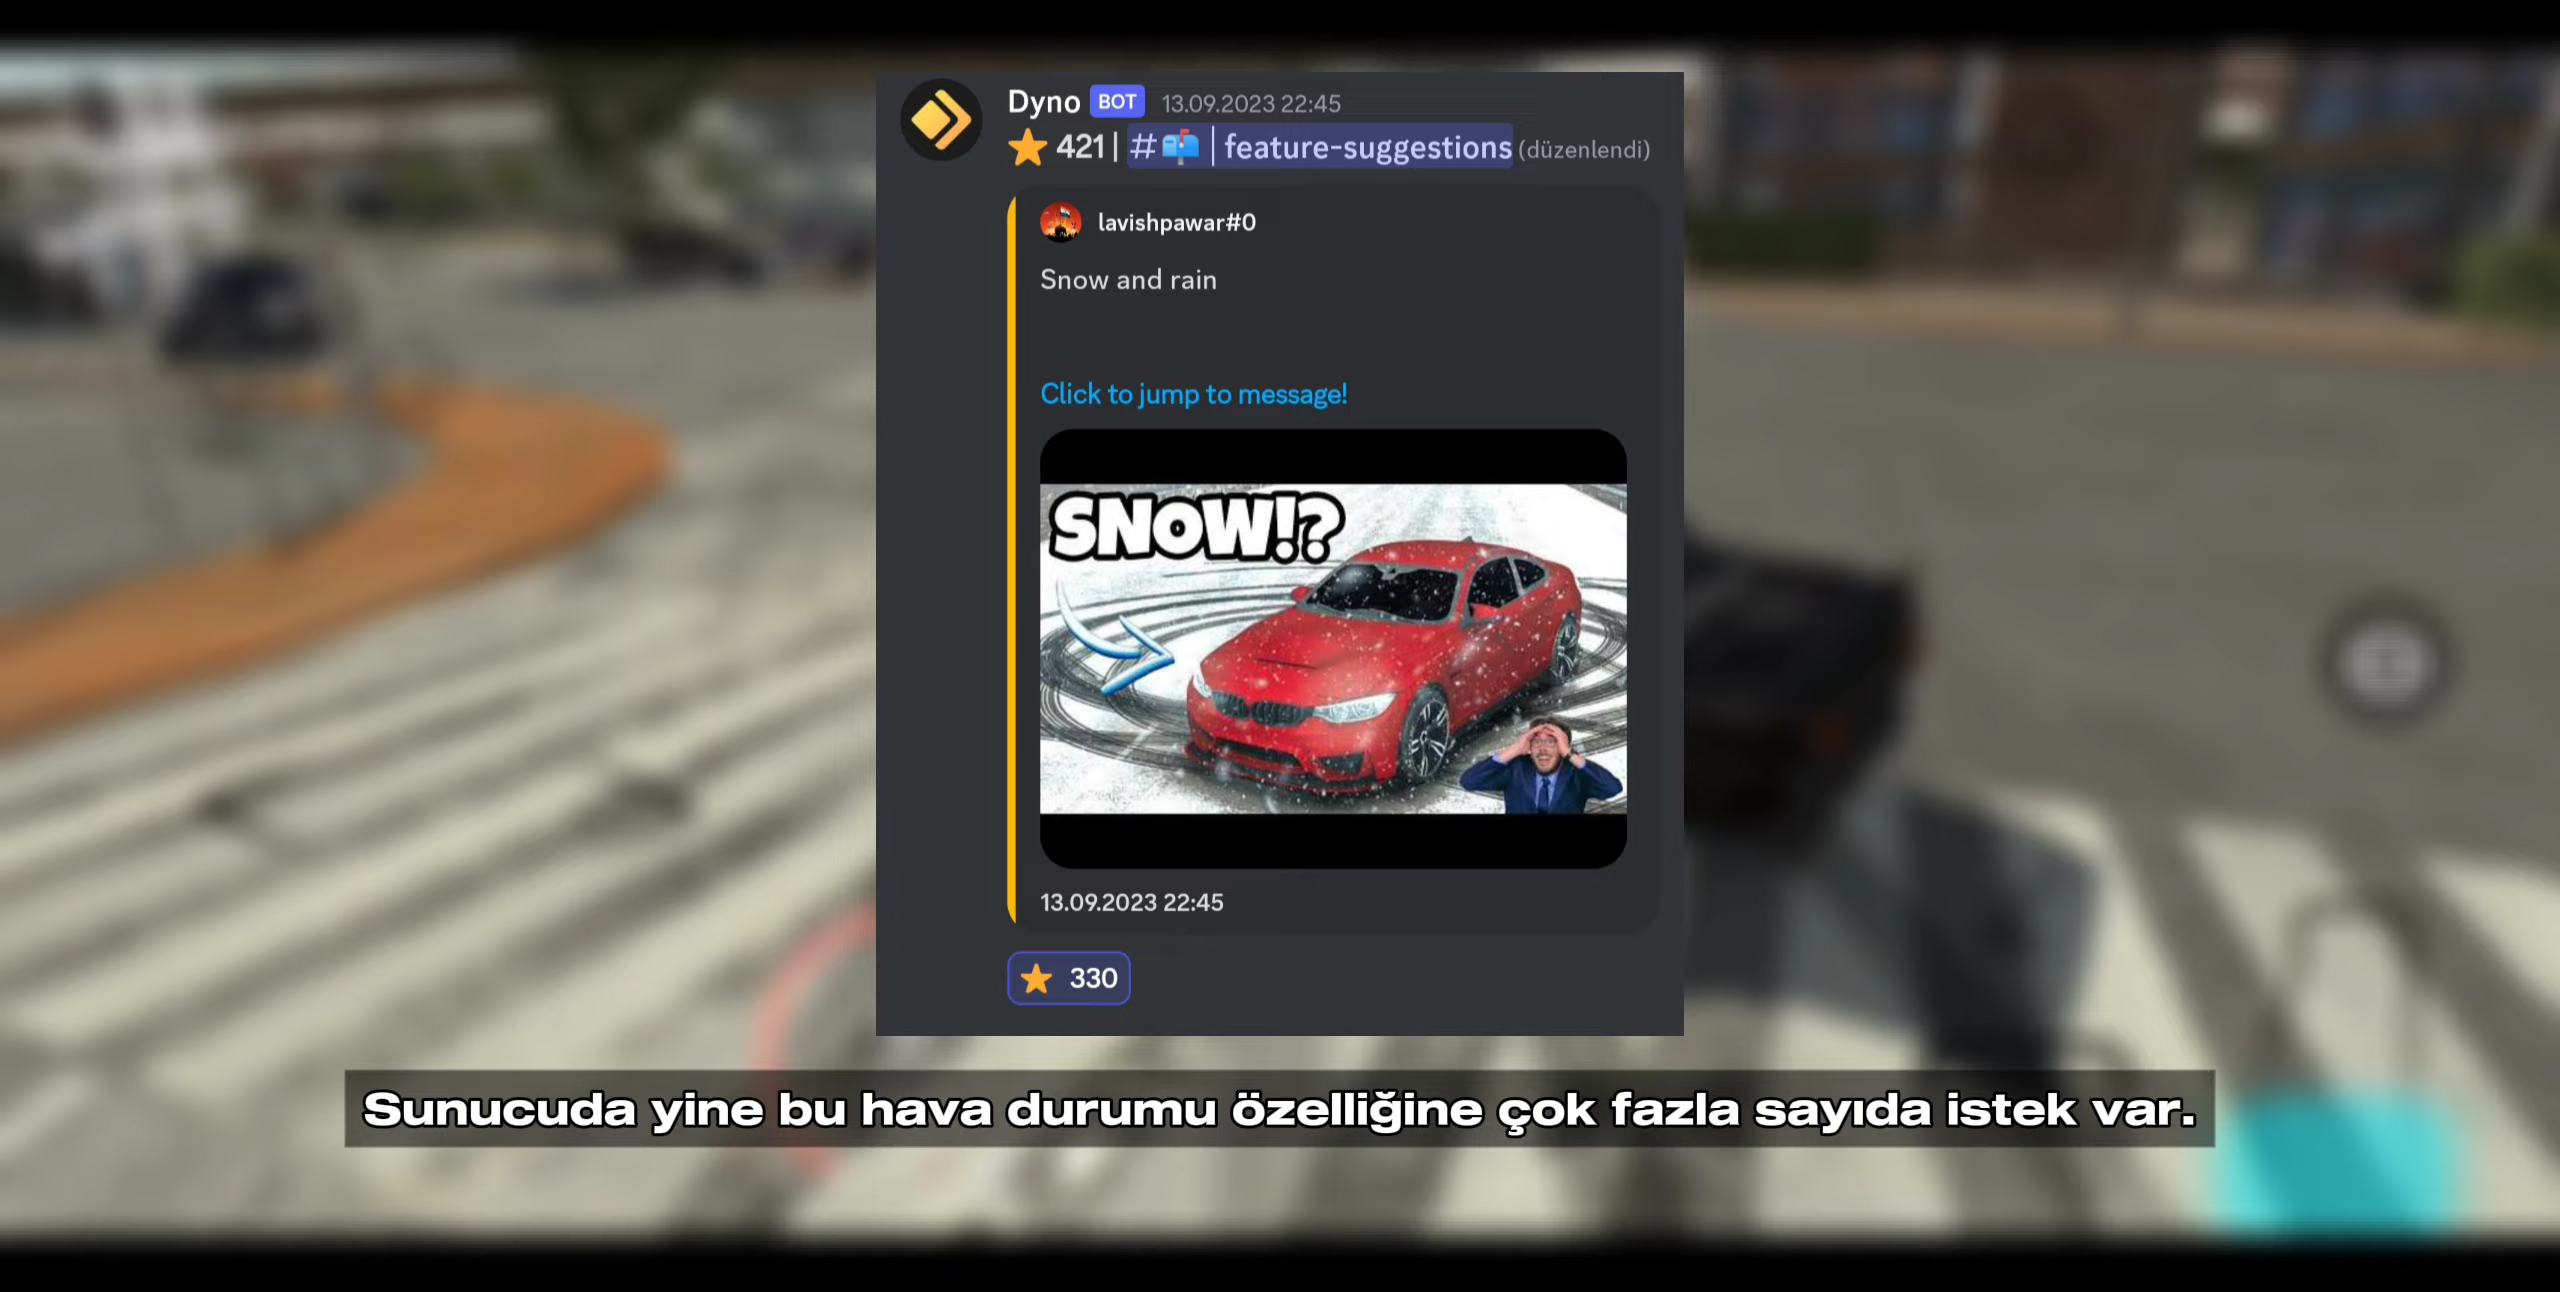 Dyno BOT 13.09.2023 22:45
⭐ 421 | #📫 | feature-suggestions (düzenlendi)
lavishpawar#0
Snow and rain
Click to jump to message!
SNOW!?
13.09.2023 22:45
⭐ 330
Sunucuda yine bu hava durumu özelliğine çok fazla sayıda istek var.